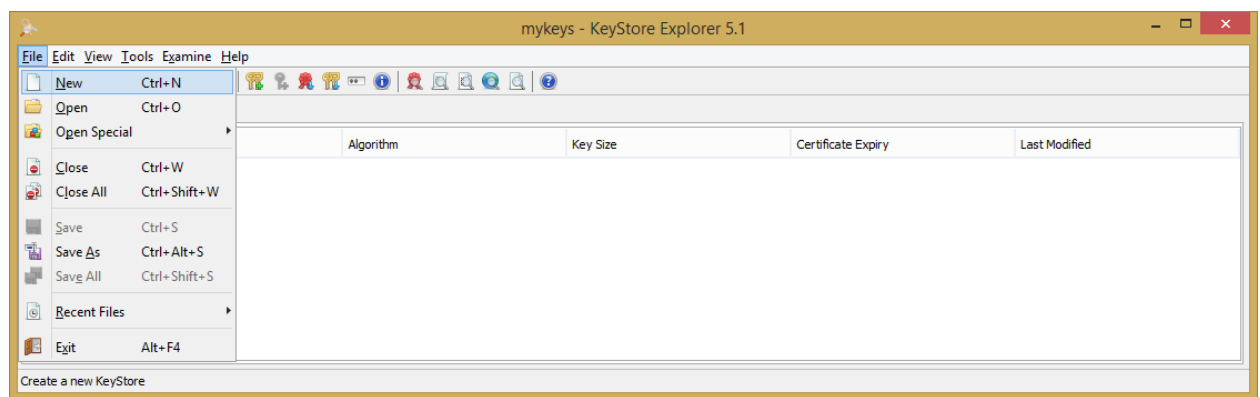 mykeys - KeyStore Explorer 5.1
File Edit View Tools Examine Help
New Ctrl+N
Open Ctrl+O
Open Special
Algorithm Key Size Certificate Expiry Last Modified
Close Ctrl+W
Close All Ctrl+Shift+W
Save Ctrl+S
Save As Ctrl+Alt+S
Save All Ctrl+Shift+S
Recent Files
Exit Alt+F4
Create a new KeyStore